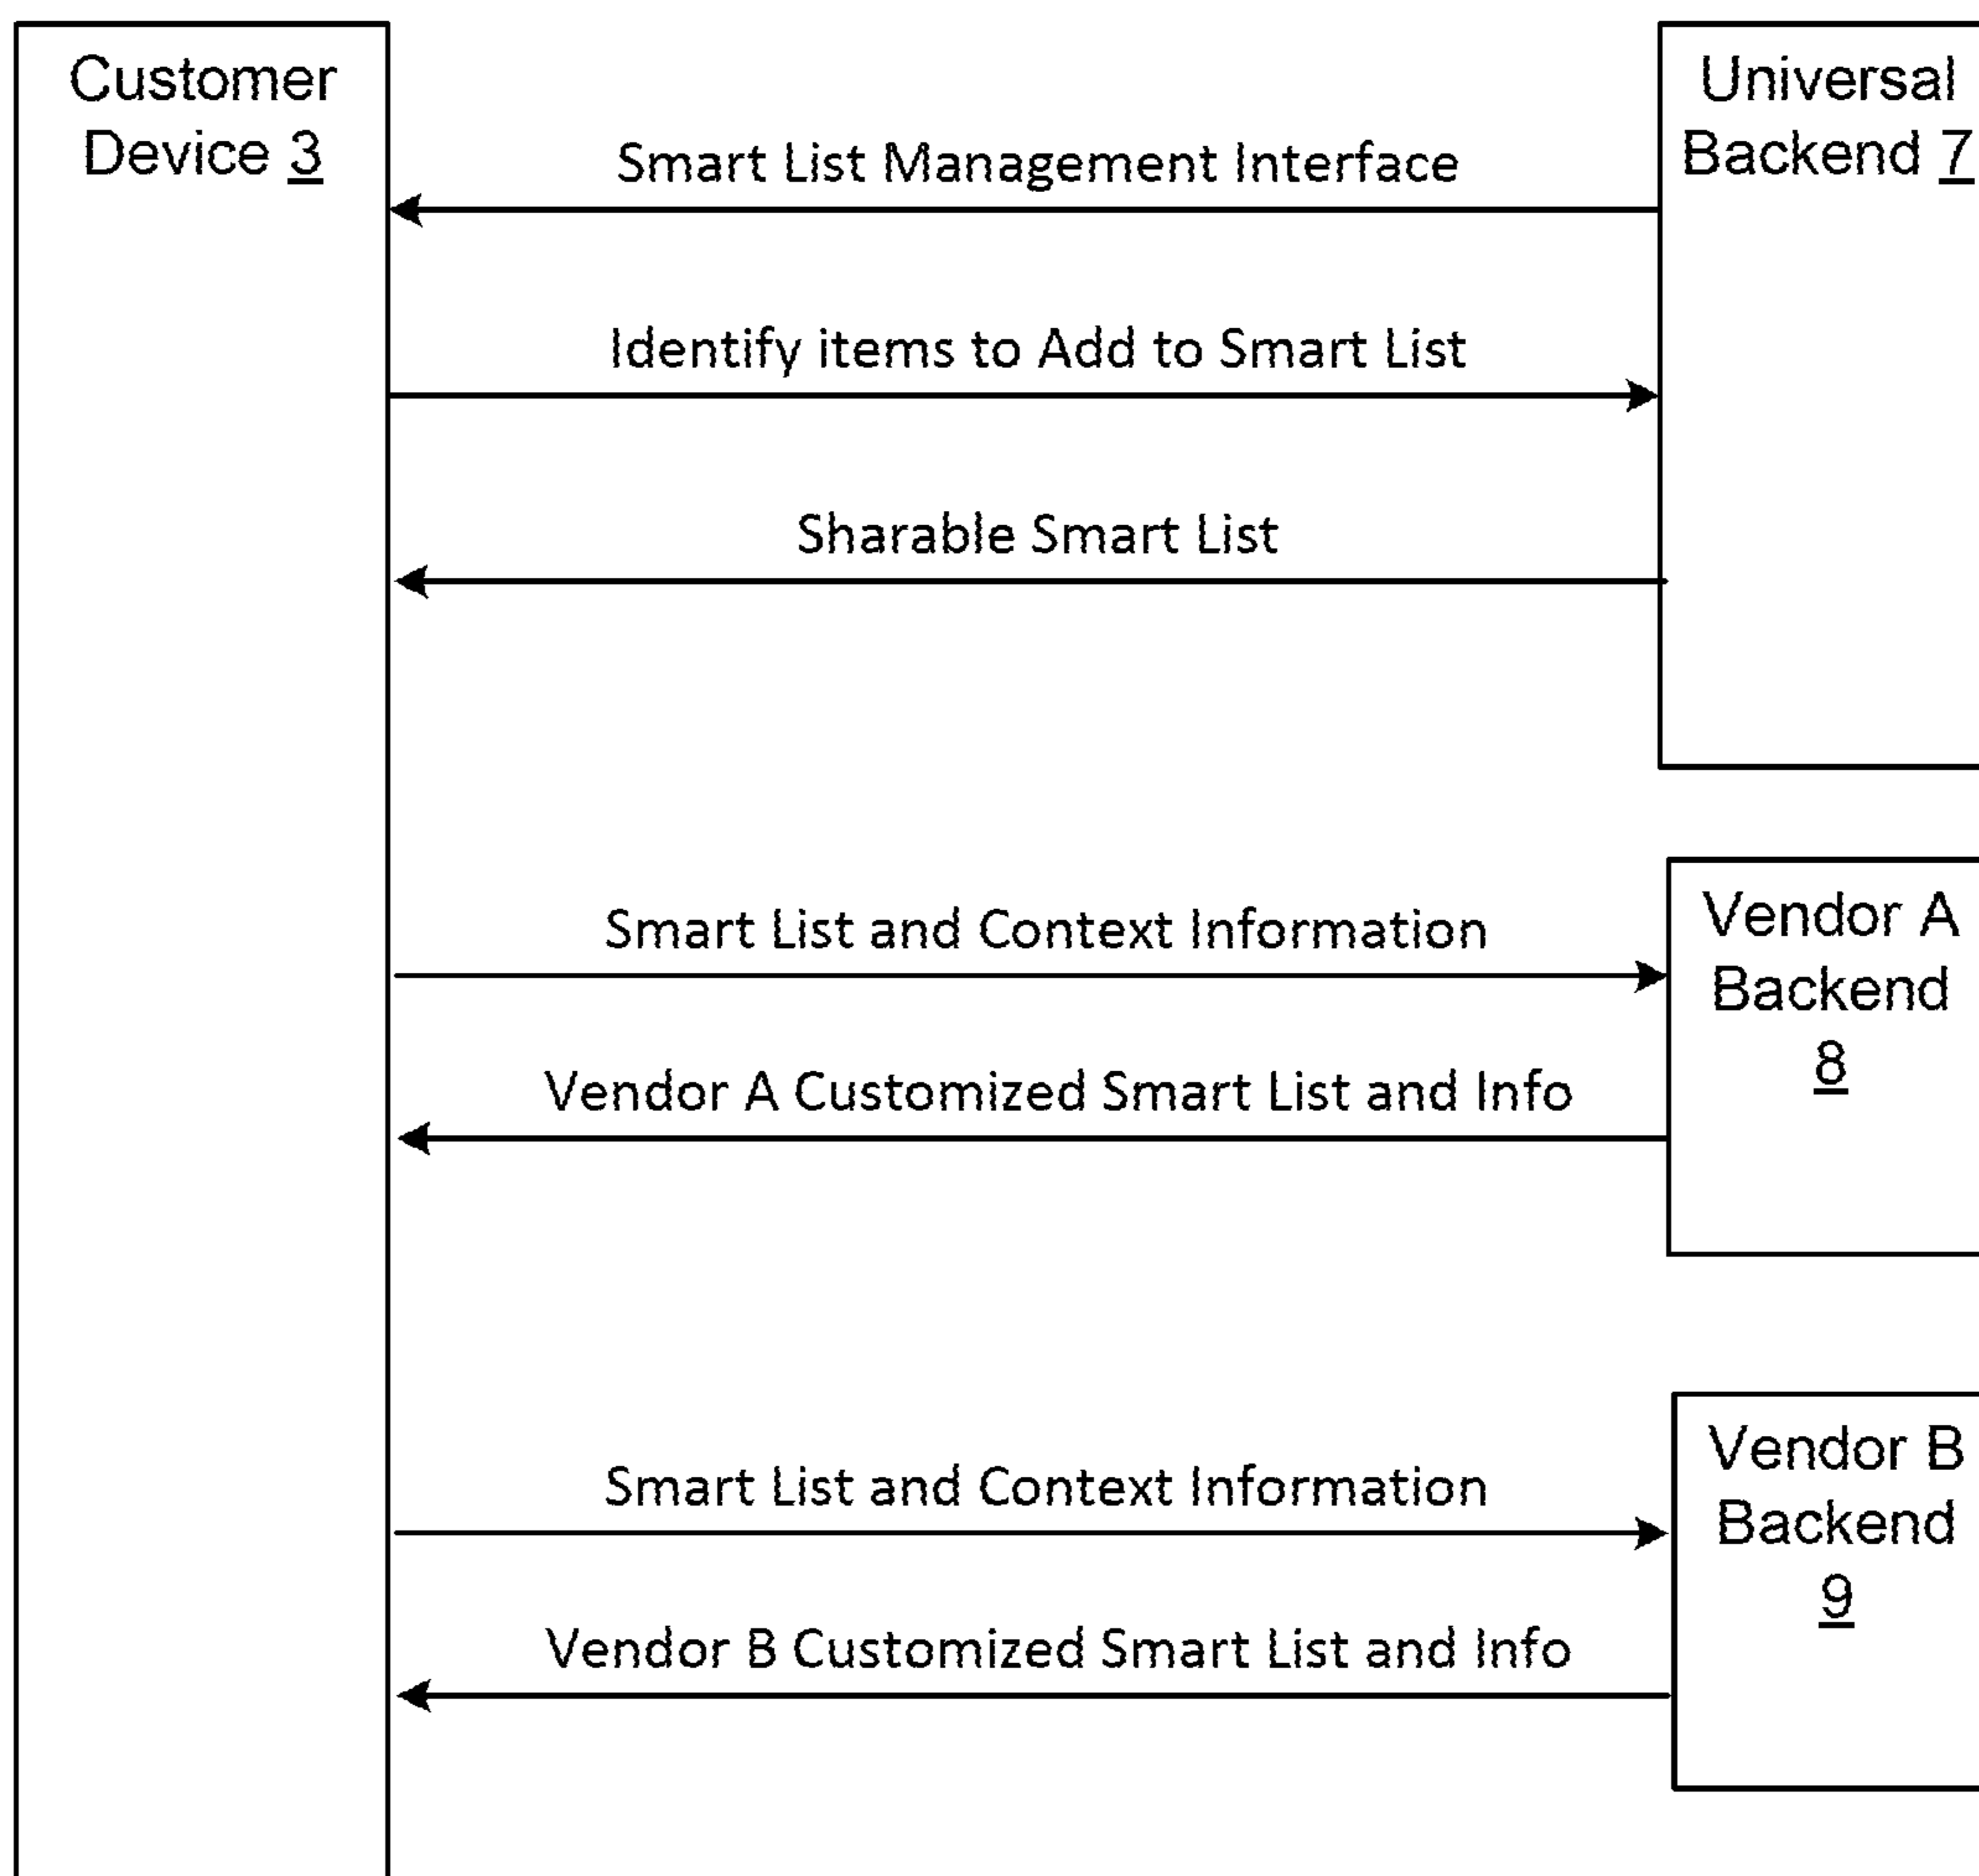 Customer
Device 3
Universal
Backend 7
Smart List Management Interface
Identify items to Add to Smart List
Sharable Smart List
Smart List and Context Information
Vendor A
Backend
8
Vendor A Customized Smart List and Info
Smart List and Context Information
Vendor B
Backend
9
Vendor B Customized Smart List and Info